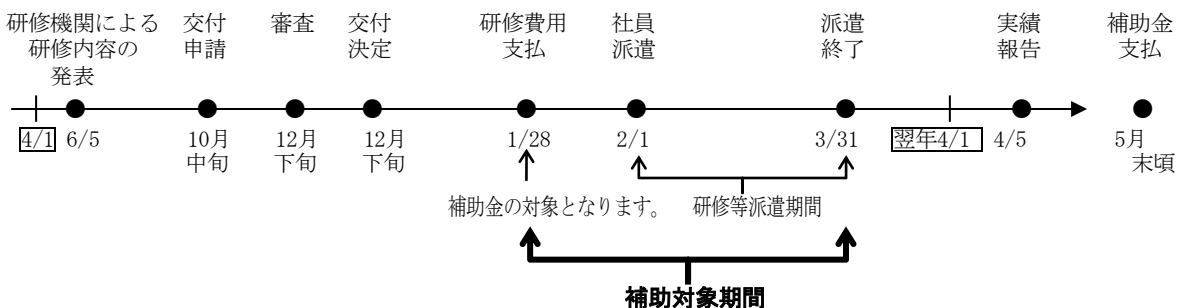 研修機関による
研修内容の
発表
交付
申請
審査
交付
決定
研修費用
支払
社員
派遣
派遣
終了
実績
報告
補助金
支払
4/1
6/5
10月
中旬
12月
下旬
12月
下旬
1/28
2/1
3/31
翌年4/1
4/5
5月
末頃
補助金の対象となります。
研修等派遣期間
補助対象期間